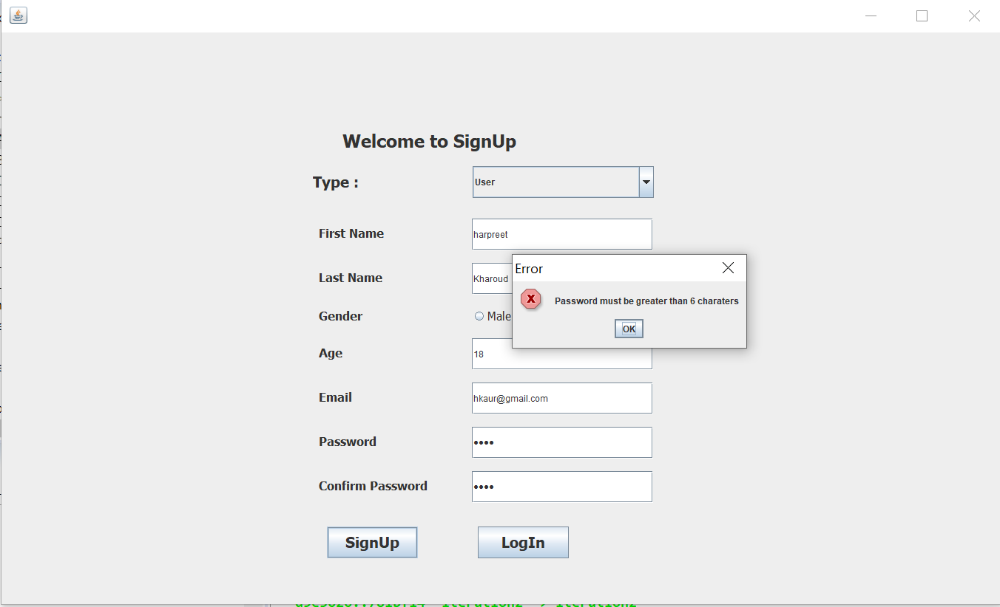 Welcome to SignUp
Type :
User
First Name
harpreet
Last Name
Kharoud
Error
Password must be greater than 6 charaters
OK
Gender
Male
Age
18
Email
hkaur@gmail.com
Password
••••
Confirm Password
••••
SignUp
LogIn